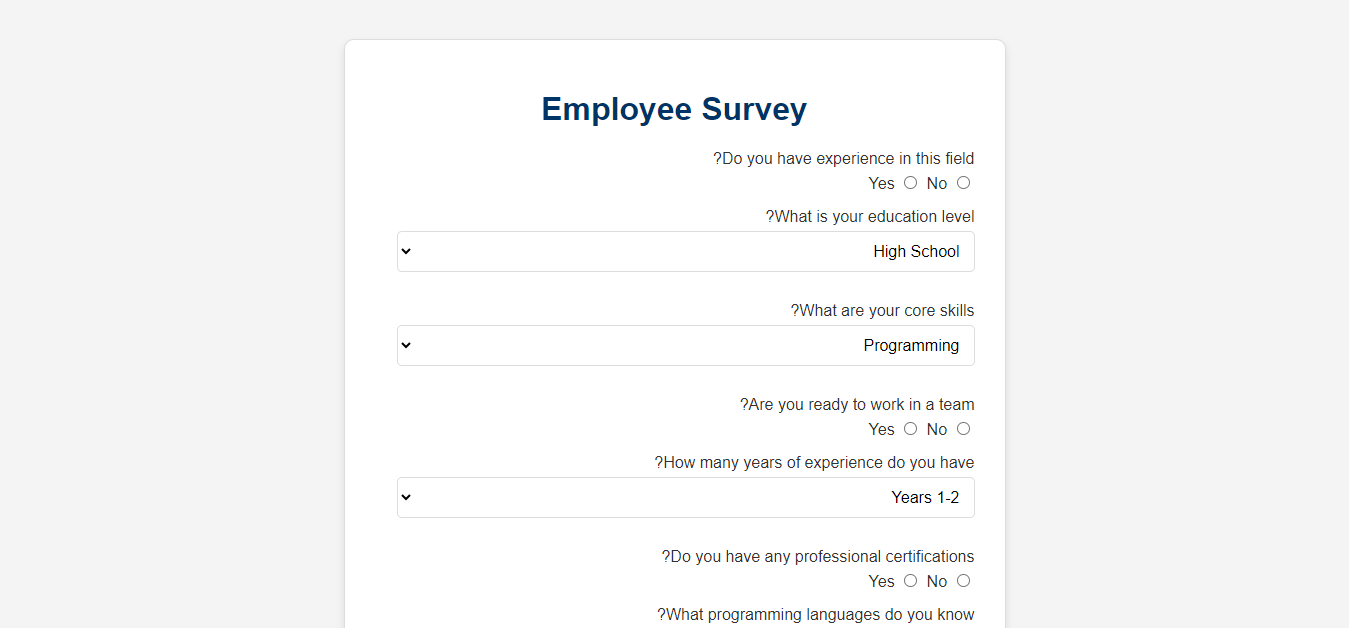 Employee Survey
?Do you have experience in this field
Yes No
?What is your education level
High School
?What are your core skills
Programming
?Are you ready to work in a team
Yes No
?How many years of experience do you have
Years 1-2
?Do you have any professional certifications
Yes No
?What programming languages do you know